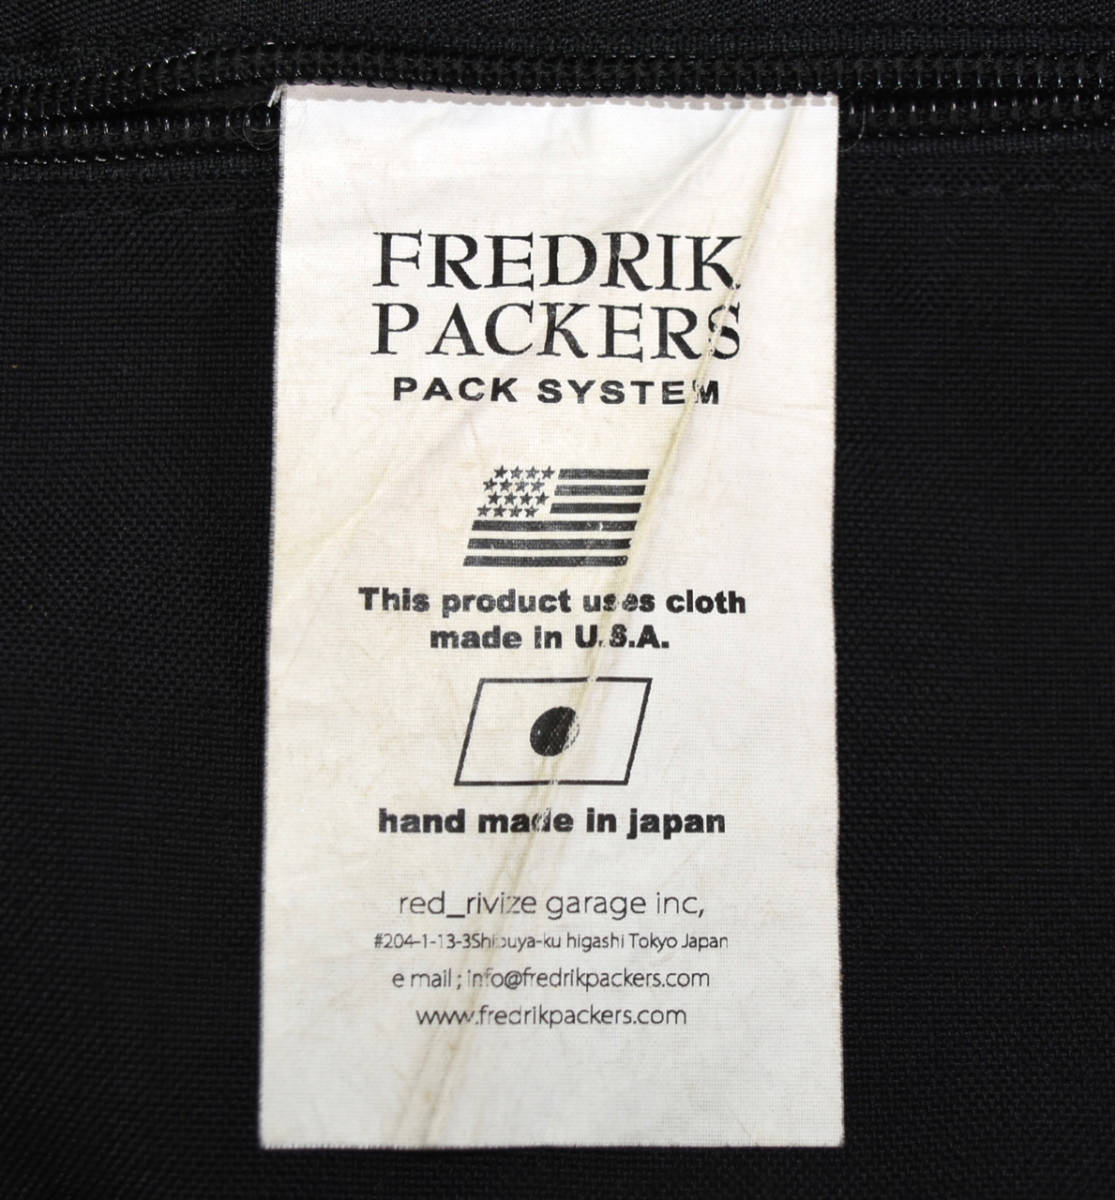 FREDRIK
PACKERS
PACK SYSTEM
This product uses cloth
made in U.S.A.
hand made in japan
red_rivize garage inc,
#204-1-13-3Shibuya-ku higashi Tokyo Japan
e mail ; info@fredrikpackers.com
www.fredrikpackers.com